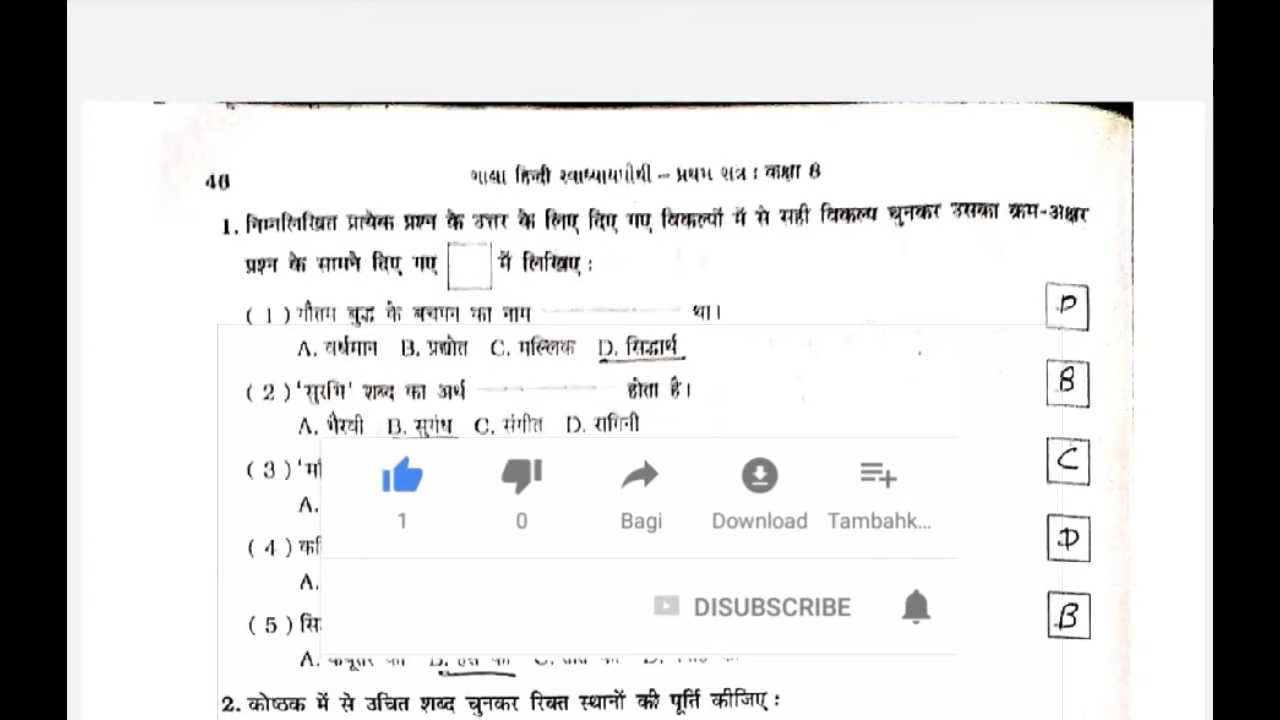 46 गाला हिन्दी स्वाध्यायपोथी – प्रथम सत्र : कक्षा 8
1. निम्नलिखित प्रत्येक प्रश्न के उत्तर के लिए दिए गए विकल्पों में से सही विकल्प चुनकर उसका क्रम-अक्षर
प्रश्न के सामने दिए गए में लिखिए :
( 1 ) गौतम बुद्ध के बचपन का नाम था। D
A. वर्धमान B. प्रद्योत C. मल्लिक D. सिद्धार्थ
( 2 ) 'सुरभि' शब्द का अर्थ होता है। B
A. भैरवी B. सुगंध C. संगीत D. रागिनी
( 3 ) C
A.
1 0 Bagi Download Tambahk...
( 4 ) D
A.
DISUBSCRIBE
( 5 ) B
A. B. C. D.
2. कोष्ठक में से उचित शब्द चुनकर रिक्त स्थानों की पूर्ति कीजिए :